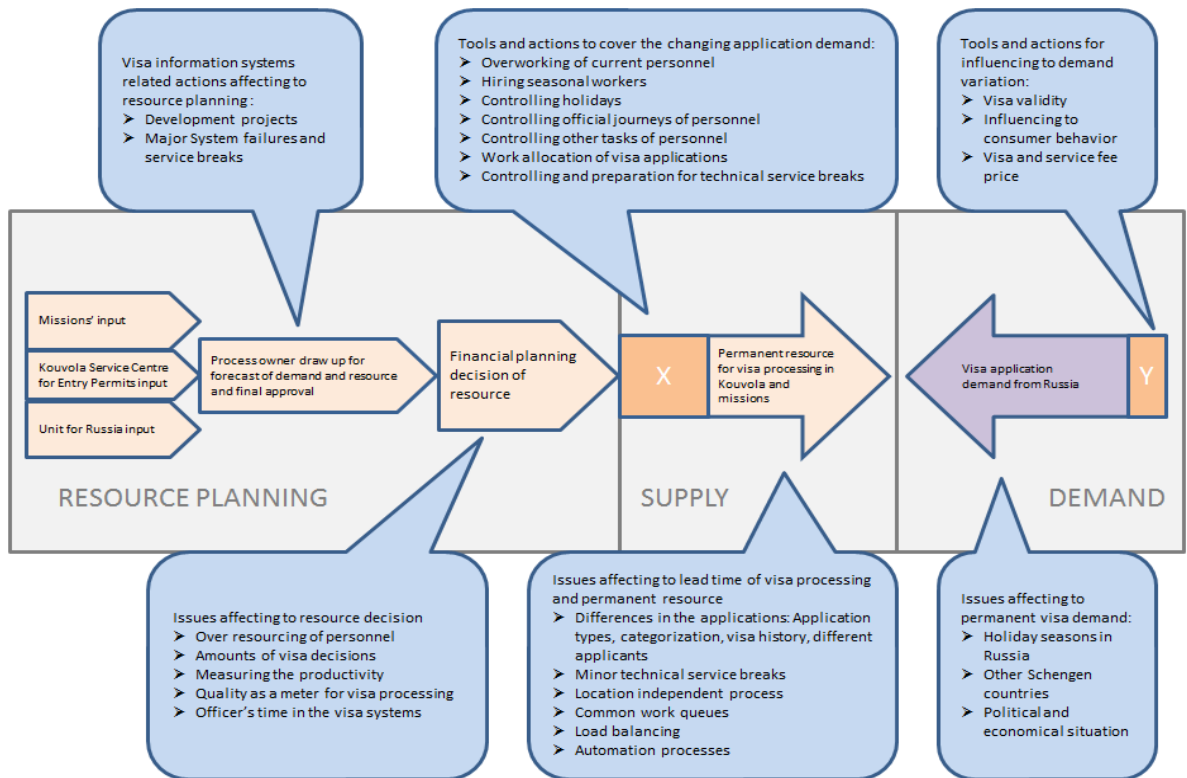 Visa information systems
related actions affecting to
resource planning :
➤ Development projects
➤ Major System failures and
service breaks
Tools and actions to cover the changing application demand:
➤ Overworking of current personnel
➤ Hiring seasonal workers
➤ Controlling holidays
➤ Controlling official journeys of personnel
➤ Controlling other tasks of personnel
➤ Work allocation of visa applications
➤ Controlling and preparation for technical service breaks
Tools and actions for
influencing to demand
variation:
➤ Visa validity
➤ Influencing to
consumer behavior
➤ Visa and service fee
price
Missions' input
Kouvola Service Centre
for Entry Permits input
Unit for Russia input
Process owner draw up for
forecast of demand and resource
and final approval
Financial planning
decision of
resource
X
Permanent resource
for visa processing in
Kouvola and
missions
Visa application
demand from Russia
Y
RESOURCE PLANNING
SUPPLY
DEMAND
Issues affecting to resource decision
➤ Over resourcing of personnel
➤ Amounts of visa decisions
➤ Measuring the productivity
➤ Quality as a meter for visa processing
➤ Officer's time in the visa systems
Issues affecting to lead time of visa processing
and permanent resource
➤ Differences in the applications: Application
types, categorization, visa history, different
applicants
➤ Minor technical service breaks
➤ Location independent process
➤ Common work queues
➤ Load balancing
➤ Automation processes
Issues affecting to
permanent visa demand:
➤ Holiday seasons in
Russia
➤ Other Schengen
countries
➤ Political and
economical situation